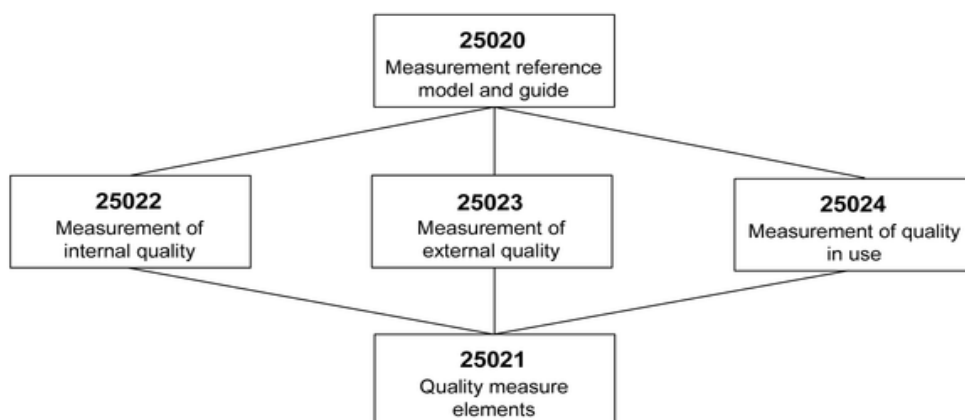 25020
Measurement reference
model and guide
25022
Measurement of
internal quality
25023
Measurement of
external quality
25024
Measurement of quality
in use
25021
Quality measure
elements